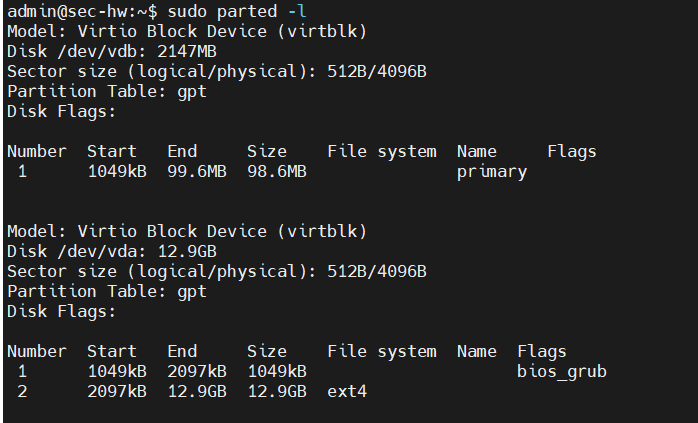 admin@sec-hw:~$ sudo parted -l
Model: Virtio Block Device (virtblk)
Disk /dev/vdb: 2147MB
Sector size (logical/physical): 512B/4096B
Partition Table: gpt
Disk Flags:
Number  Start   End     Size    File system  Name     Flags
 1      1049kB  99.6MB  98.6MB               primary
Model: Virtio Block Device (virtblk)
Disk /dev/vda: 12.9GB
Sector size (logical/physical): 512B/4096B
Partition Table: gpt
Disk Flags:
Number  Start   End     Size    File system  Name  Flags
 1      1049kB  2097kB  1049kB                     bios_grub
 2      2097kB  12.9GB  12.9GB  ext4